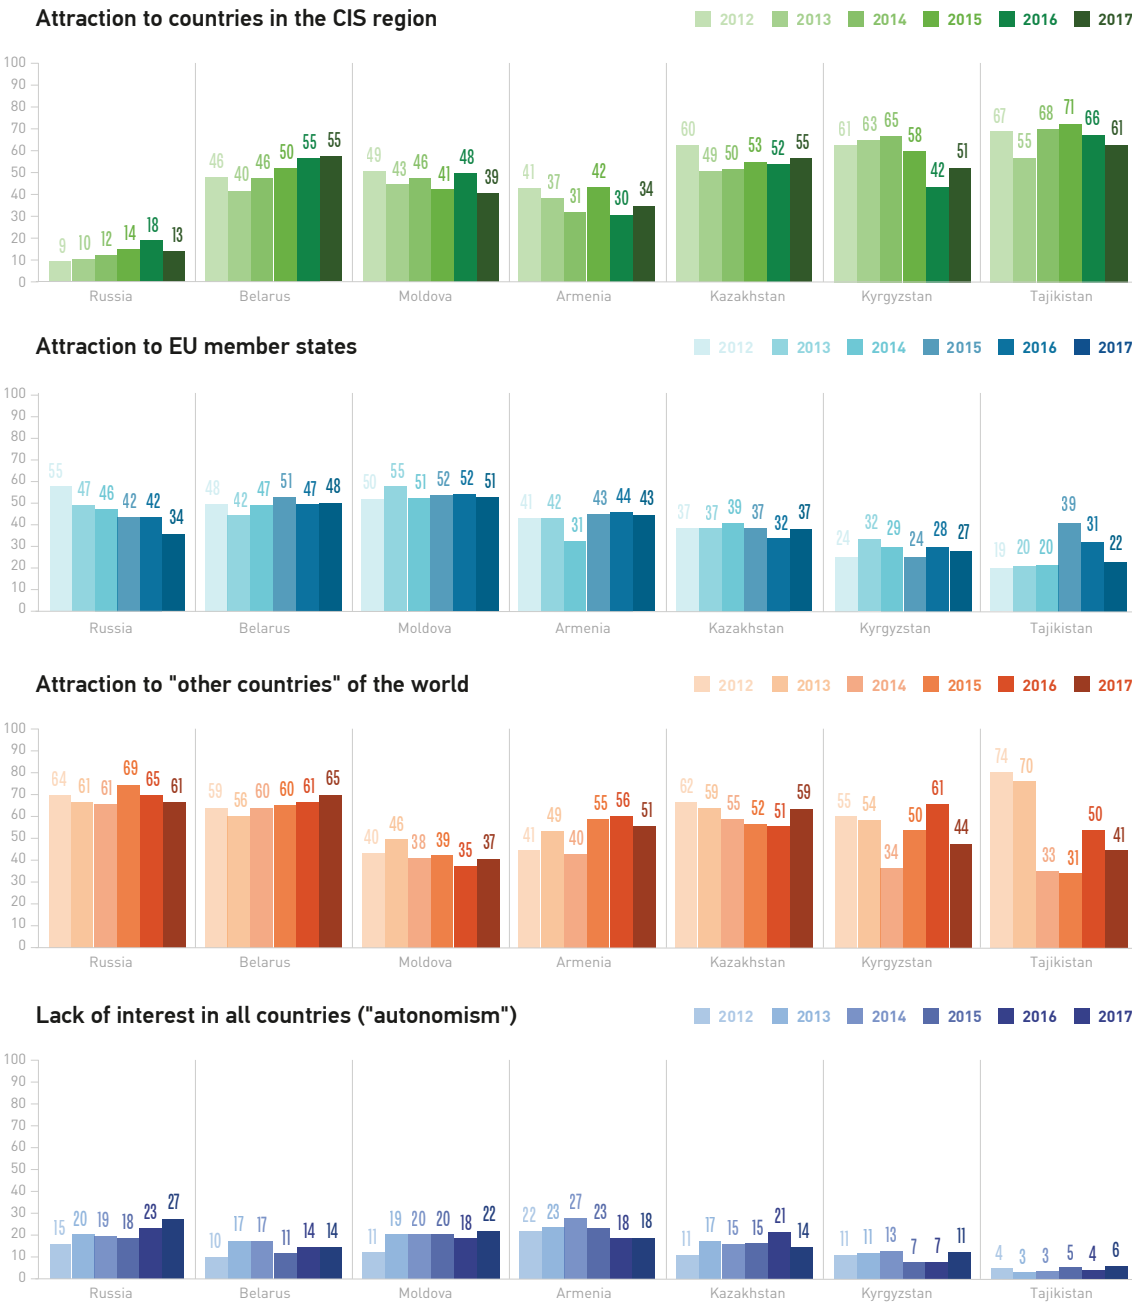 Attraction to countries in the CIS region
2012 2013 2014 2015 2016 2017
100
90
80
70
60
50
40
30
20
10
0
9 10 12 14 18 13
46 40 46 50 55 55
49 43 46 41 48 39
41 37 31 42 30 34
60 49 50 53 52 55
61 63 65 58 42 51
67 55 68 71 66 61
Russia Belarus Moldova Armenia Kazakhstan Kyrgyzstan Tajikistan
Attraction to EU member states
2012 2013 2014 2015 2016 2017
100
90
80
70
60
50
40
30
20
10
0
55 47 46 42 42 34
48 42 47 51 47 48
50 55 51 52 52 51
41 42 31 43 44 43
37 37 39 37 32 37
24 32 29 24 28 27
19 20 20 39 31 22
Russia Belarus Moldova Armenia Kazakhstan Kyrgyzstan Tajikistan
Attraction to "other countries" of the world
2012 2013 2014 2015 2016 2017
100
90
80
70
60
50
40
30
20
10
0
64 61 61 69 65 61
59 56 60 60 61 65
40 46 38 39 35 37
41 49 40 55 56 51
62 59 55 52 51 59
55 54 34 50 61 44
74 70 33 31 50 41
Russia Belarus Moldova Armenia Kazakhstan Kyrgyzstan Tajikistan
Lack of interest in all countries ("autonomism")
2012 2013 2014 2015 2016 2017
100
90
80
70
60
50
40
30
20
10
0
15 20 19 18 23 27
10 17 17 11 14 14
11 19 20 20 18 22
22 23 27 23 18 18
11 17 15 15 21 14
11 11 13 7 7 11
4 3 3 5 4 6
Russia Belarus Moldova Armenia Kazakhstan Kyrgyzstan Tajikistan